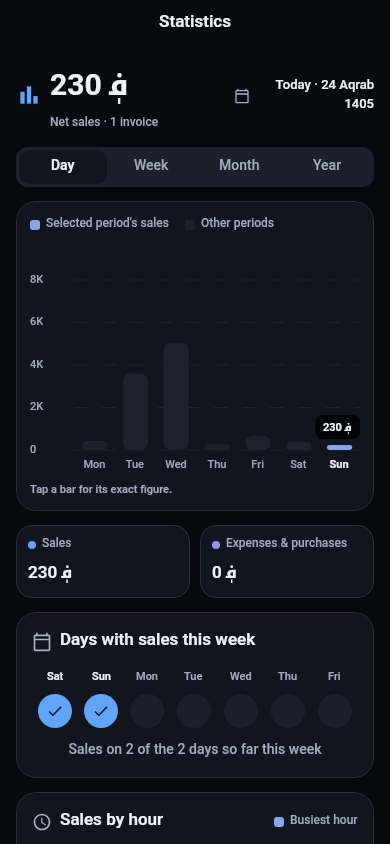 Statistics
230 ؋
Today · 24 Aqrab
1405
Net sales · 1 invoice
Day Week Month Year
Selected period's sales Other periods
8K
6K
4K
2K
230 ؋
0
Mon Tue Wed Thu Fri Sat Sun
Tap a bar for its exact figure.
Sales Expenses & purchases
230 ؋ 0 ؋
Days with sales this week
Sat Sun Mon Tue Wed Thu Fri
Sales on 2 of the 2 days so far this week
Sales by hour Busiest hour